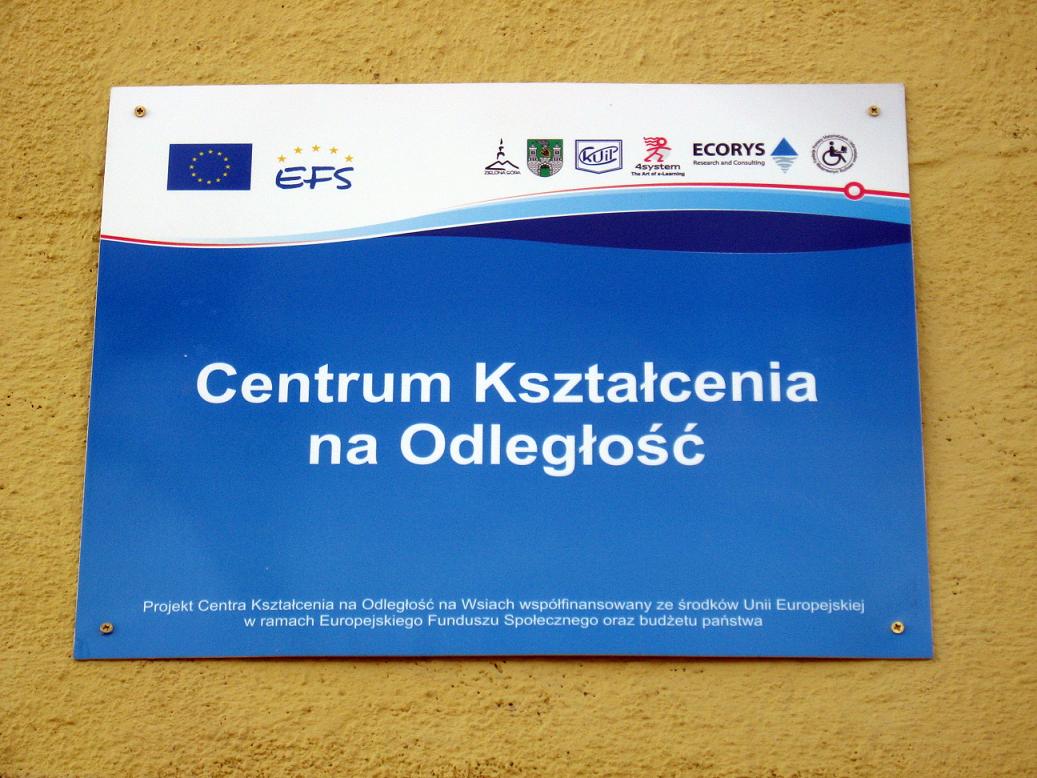 EFS
ZIELONA GÓRA
KUiP
4system
The Art of e-Learning
ECORYS
Research and Consulting
Centrum Kształcenia
na Odległość
Projekt Centra Kształcenia na Odległość na Wsiach współfinansowany ze środków Unii Europejskiej
w ramach Europejskiego Funduszu Społecznego oraz budżetu państwa